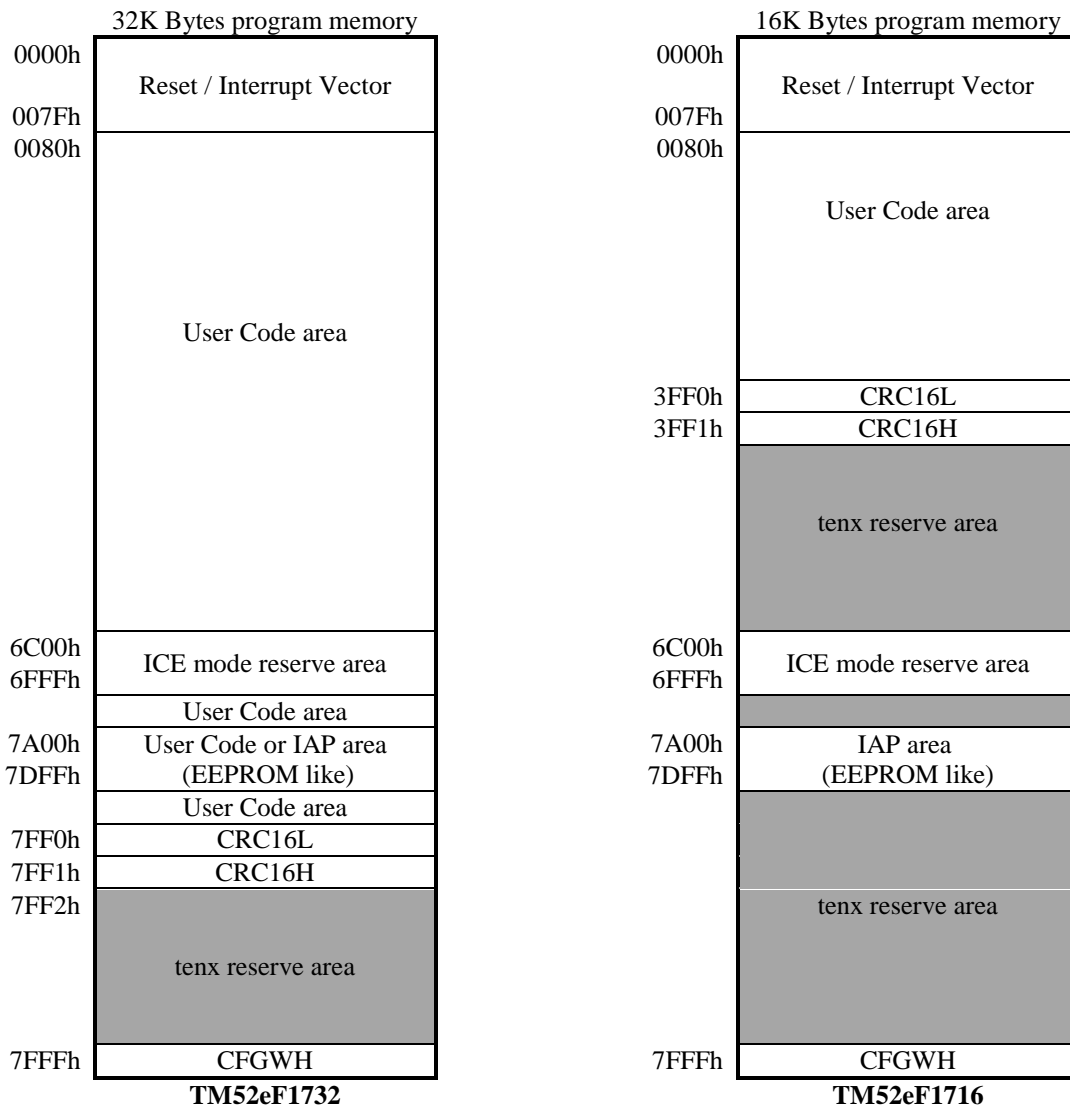 32K Bytes program memory
0000h
Reset / Interrupt Vector
007Fh
0080h
User Code area
6C00h
ICE mode reserve area
6FFFh
User Code area
7A00h
User Code or IAP area
7DFFh
(EEPROM like)
User Code area
7FF0h
CRC16L
7FF1h
CRC16H
7FF2h
tenx reserve area
7FFFh
CFGWH
TM52eF1732
16K Bytes program memory
0000h
Reset / Interrupt Vector
007Fh
0080h
User Code area
3FF0h
CRC16L
3FF1h
CRC16H
tenx reserve area
6C00h
ICE mode reserve area
6FFFh
7A00h
IAP area
7DFFh
(EEPROM like)
tenx reserve area
7FFFh
CFGWH
TM52eF1716